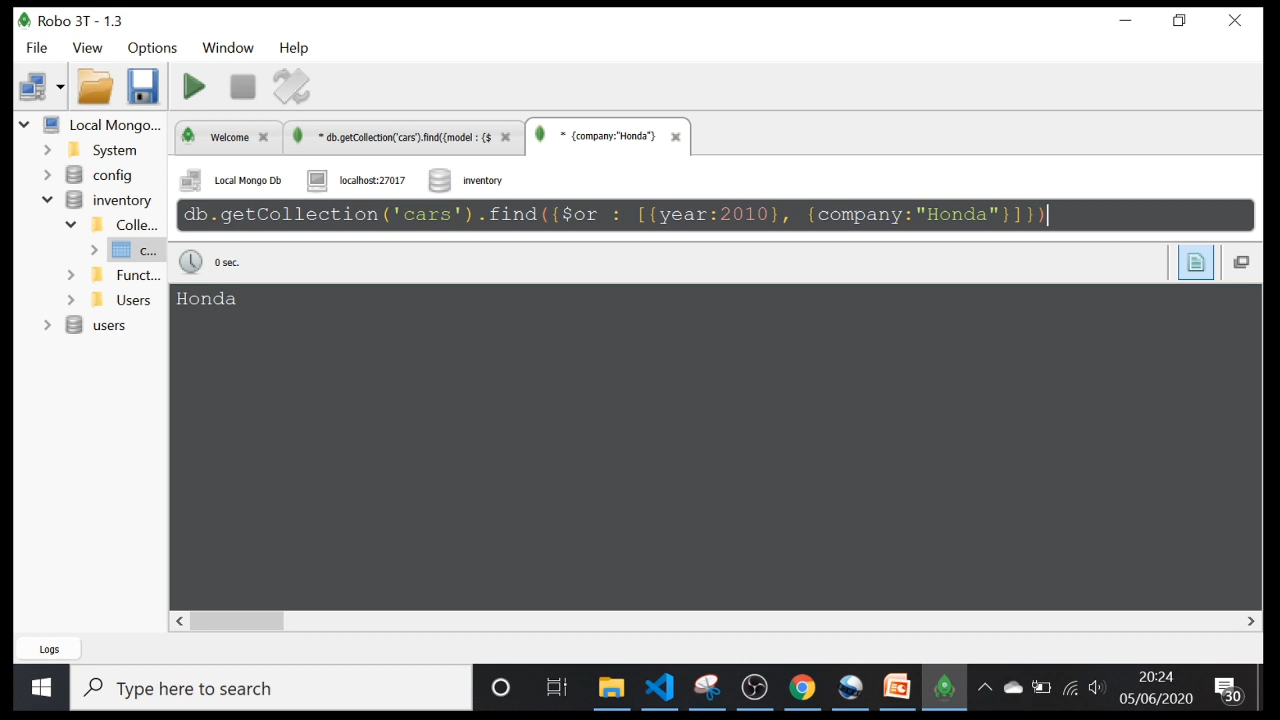 Robo 3T - 1.3
File View Options Window Help
Local Mongo...
System
config
inventory
Colle...
c...
Funct...
Users
users
Welcome * db.getCollection('cars').find({model : {$ * {company:"Honda"}
Local Mongo Db localhost:27017 inventory
db.getCollection('cars').find({$or : [{year:2010}, {company:"Honda"}]})
0 sec.
Honda
Logs
Type here to search
20:24
05/06/2020
30